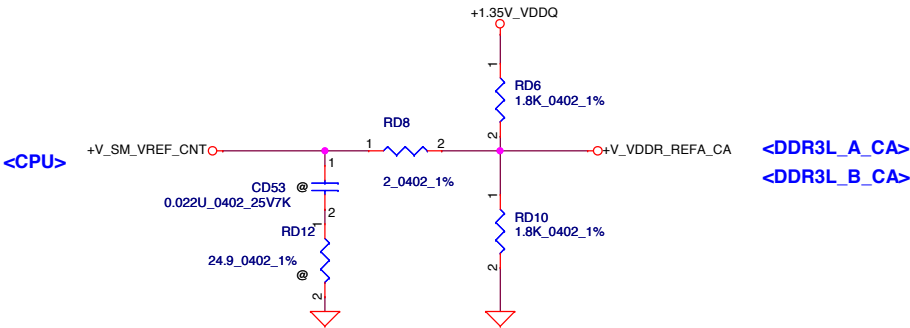 +1.35V_VDDQ
1
RD6
1.8K_0402_1%
2
RD8
<CPU>
+V_SM_VREF_CNT
1
2
+V_VDDR_REFA_CA
<DDR3L_A_CA>
<DDR3L_B_CA>
2_0402_1%
1
CD53
@
0.022U_0402_25V7K
2
1
RD12
24.9_0402_1%
@
2
1
RD10
1.8K_0402_1%
2